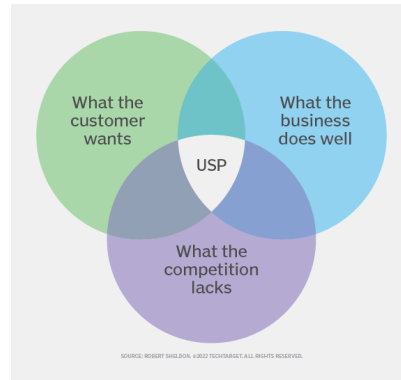 What the
customer
wants
What the
business
does well
USP
What the
competition
lacks
SOURCE: ROBERT SHELDON, ©2022 TECHTARGET. ALL RIGHTS RESERVED.